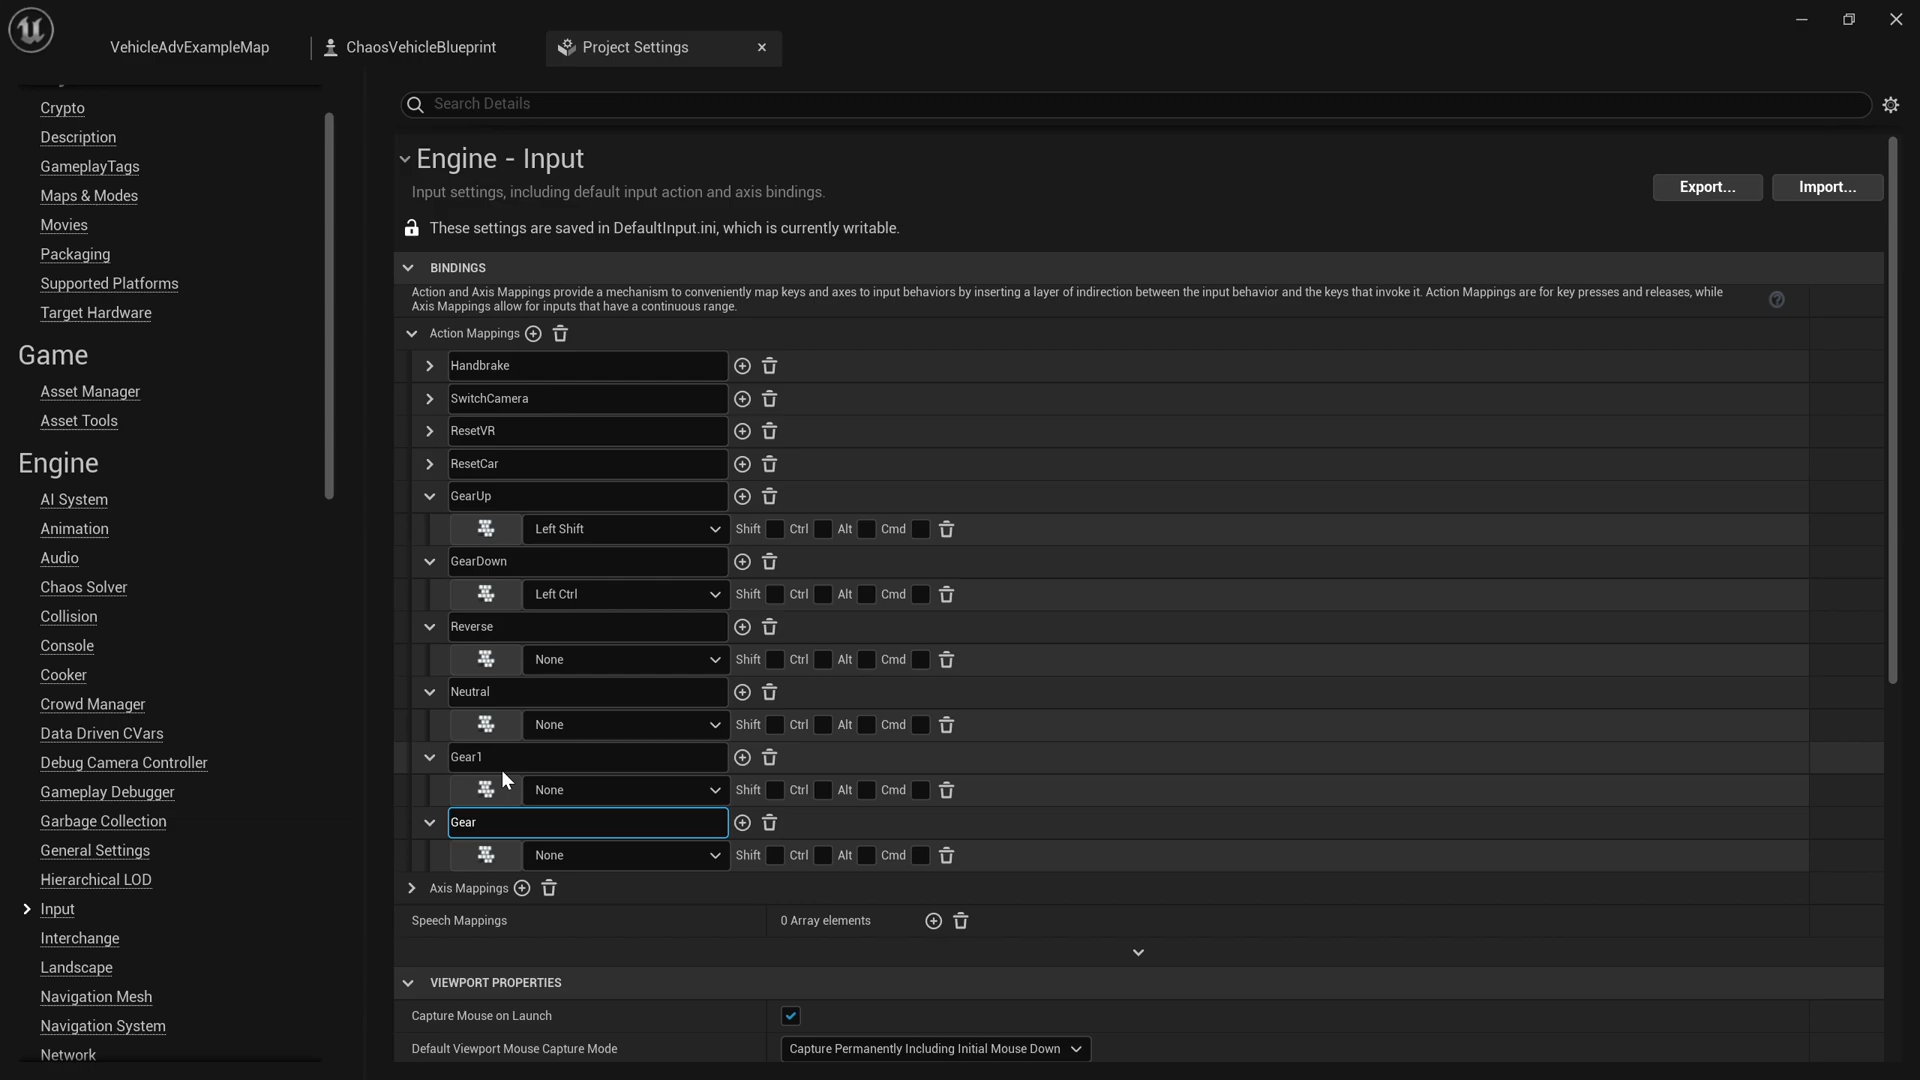 VehicleAdvExampleMap
ChaosVehicleBlueprint
Project Settings
Crypto
Description
GameplayTags
Maps & Modes
Movies
Packaging
Supported Platforms
Target Hardware
Game
Asset Manager
Asset Tools
Engine
AI System
Animation
Audio
Chaos Solver
Collision
Console
Cooker
Crowd Manager
Data Driven CVars
Debug Camera Controller
Gameplay Debugger
Garbage Collection
General Settings
Hierarchical LOD
Input
Interchange
Landscape
Navigation Mesh
Navigation System
Network
Search Details
Engine - Input
Input settings, including default input action and axis bindings.
Export...
Import...
These settings are saved in DefaultInput.ini, which is currently writable.
BINDINGS
Action and Axis Mappings provide a mechanism to conveniently map keys and axes to input behaviors by inserting a layer of indirection between the input behavior and the keys that invoke it. Action Mappings are for key presses and releases, while
Axis Mappings allow for inputs that have a continuous range.
Action Mappings
Handbrake
SwitchCamera
ResetVR
ResetCar
GearUp
Left Shift Shift Ctrl Alt Cmd
GearDown
Left Ctrl Shift Ctrl Alt Cmd
Reverse
None Shift Ctrl Alt Cmd
Neutral
None Shift Ctrl Alt Cmd
Gear1
None Shift Ctrl Alt Cmd
Gear
None Shift Ctrl Alt Cmd
Axis Mappings
Speech Mappings 0 Array elements
VIEWPORT PROPERTIES
Capture Mouse on Launch
Default Viewport Mouse Capture Mode Capture Permanently Including Initial Mouse Down